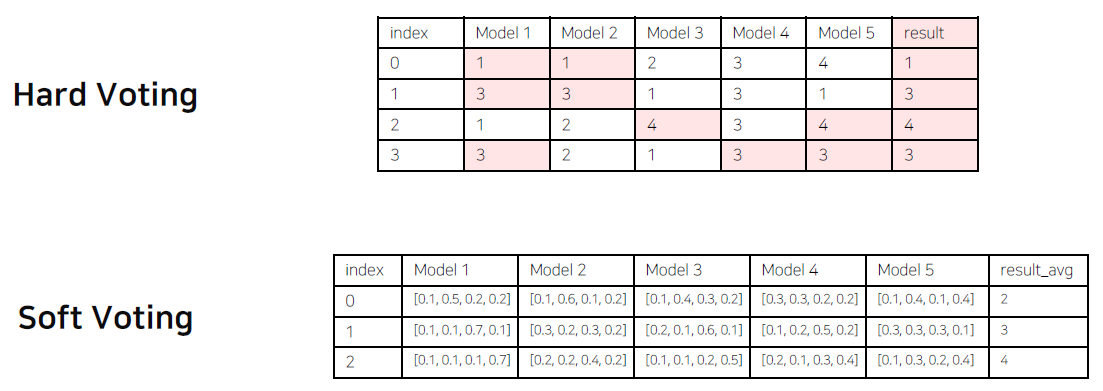 Hard Voting
index Model 1 Model 2 Model 3 Model 4 Model 5 result
0 1 1 2 3 4 1
1 3 3 1 3 1 3
2 1 2 4 3 4 4
3 3 2 1 3 3 3
Soft Voting
index Model 1 Model 2 Model 3 Model 4 Model 5 result_avg
0 [0.1, 0.5, 0.2, 0.2] [0.1, 0.6, 0.1, 0.2] [0.1, 0.4, 0.3, 0.2] [0.3, 0.3, 0.2, 0.2] [0.1, 0.4, 0.1, 0.4] 2
1 [0.1, 0.1, 0.7, 0.1] [0.3, 0.2, 0.3, 0.2] [0.2, 0.1, 0.6, 0.1] [0.1, 0.2, 0.5, 0.2] [0.3, 0.3, 0.3, 0.1] 3
2 [0.1, 0.1, 0.1, 0.7] [0.2, 0.2, 0.4, 0.2] [0.1, 0.1, 0.2, 0.5] [0.2, 0.1, 0.3, 0.4] [0.1, 0.3, 0.2, 0.4] 4